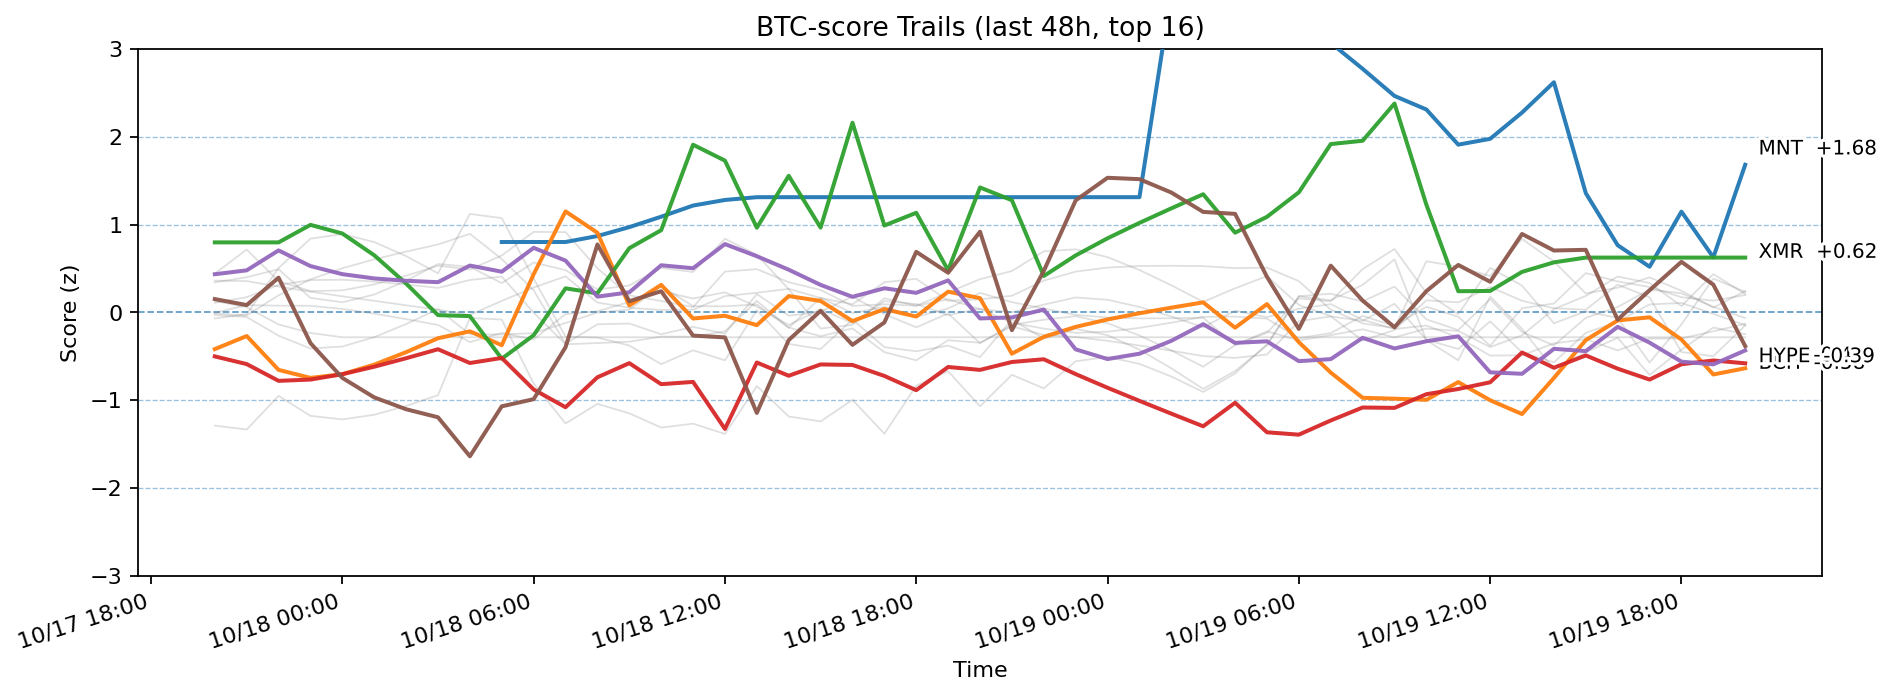 BTC-score Trails (last 48h, top 16)
3
2
1
0
−1
−2
−3
Score (z)
MNT +1.68
XMR +0.62
HYPE -0.39
10/17 18:00
10/18 00:00
10/18 06:00
10/18 12:00
10/18 18:00
10/19 00:00
10/19 06:00
10/19 12:00
10/19 18:00
Time